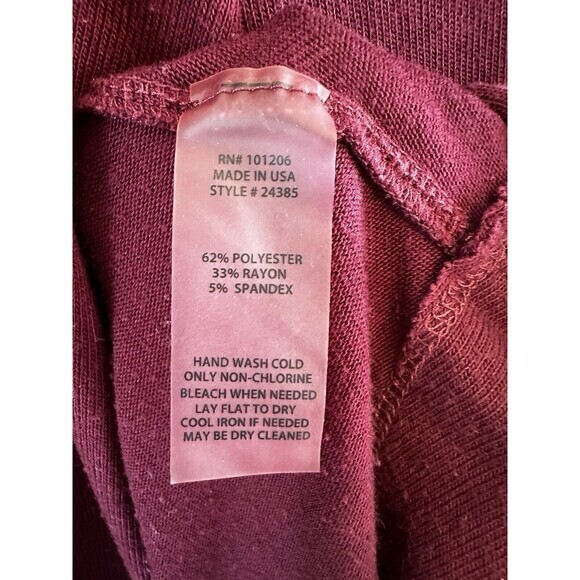 RN# 101206
MADE IN USA
STYLE # 24385
62% POLYESTER
33% RAYON
5% SPANDEX
HAND WASH COLD
ONLY NON-CHLORINE
BLEACH WHEN NEEDED
LAY FLAT TO DRY
COOL IRON IF NEEDED
MAY BE DRY CLEANED